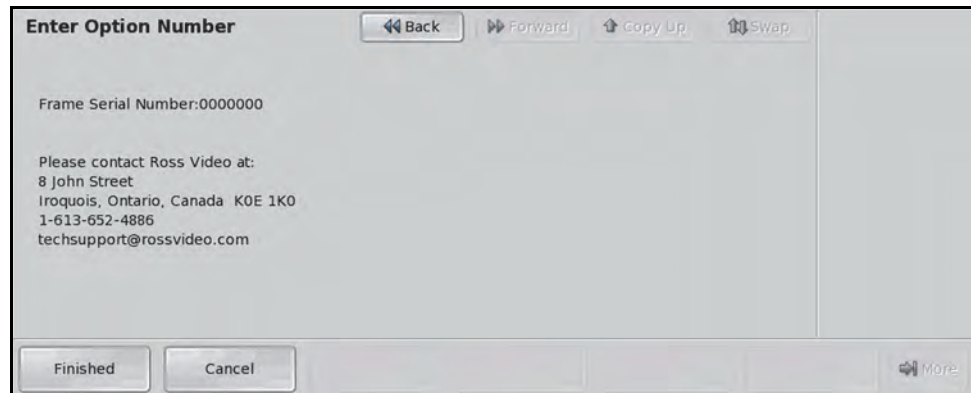 Enter Option Number
Back
Forward
Copy Up
Swap
Frame Serial Number:0000000
Please contact Ross Video at:
8 John Street
Iroquois, Ontario, Canada  K0E 1K0
1-613-652-4886
techsupport@rossvideo.com
Finished
Cancel
More